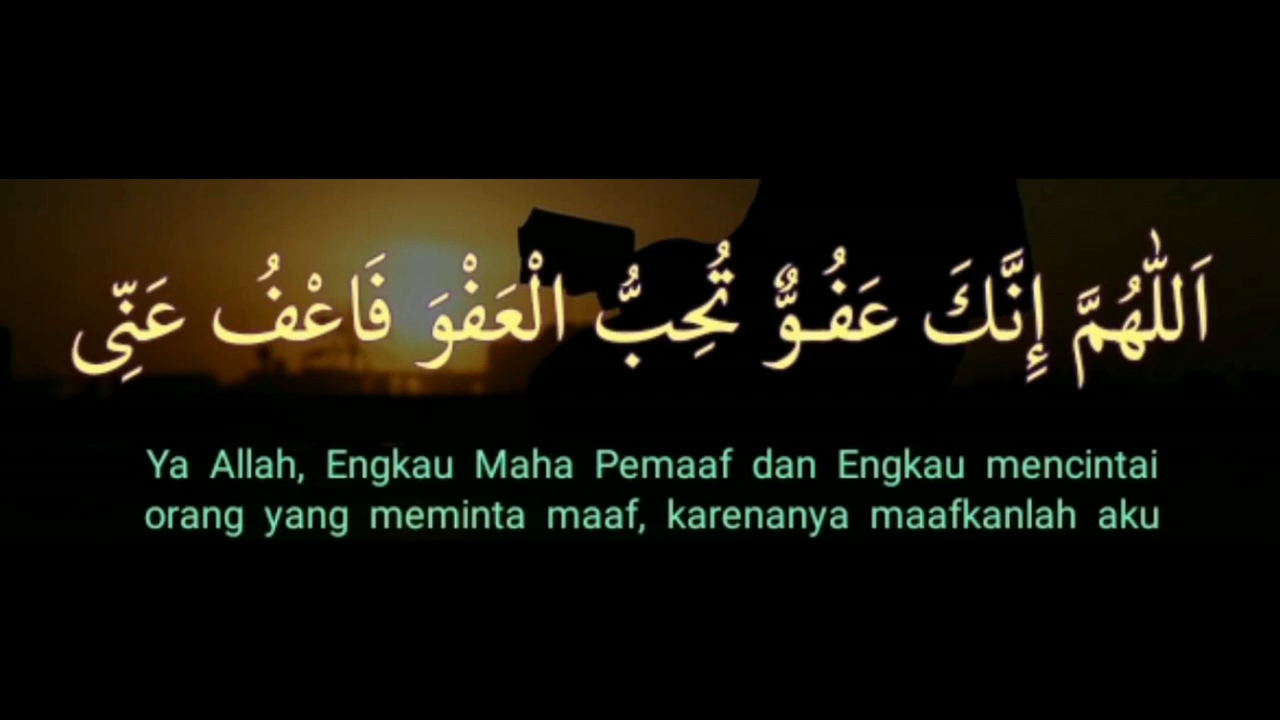 اَللّٰهُمَّ إِنَّكَ عَفُوٌّ تُحِبُّ الْعَفْوَ فَاعْفُ عَنِّى
Ya Allah, Engkau Maha Pemaaf dan Engkau mencintai
orang yang meminta maaf, karenanya maafkanlah aku